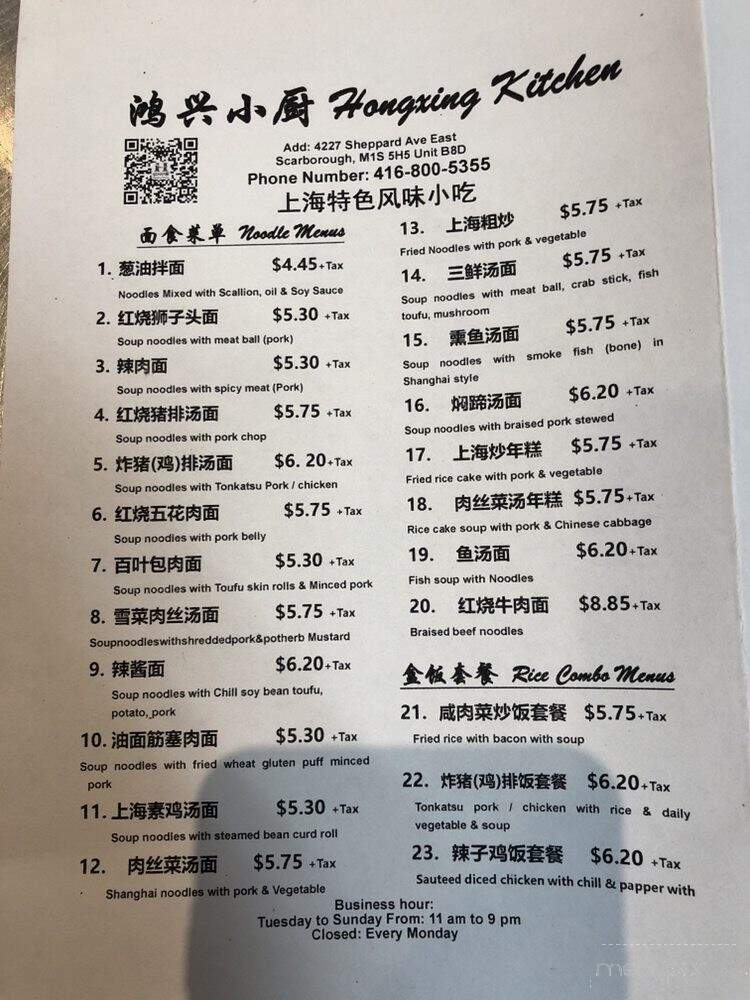 鸿兴小厨 Hongxing Kitchen
Add: 4227 Sheppard Ave East
Scarborough, M1S 5H5 Unit B8D
Phone Number: 416-800-5355
上海特色风味小吃
面食菜单 Noodle Menus
1. 葱油拌面 $4.45+Tax
Noodles Mixed with Scallion, oil & Soy Sauce
2. 红烧狮子头面 $5.30 +Tax
Soup noodles with meat ball (pork)
3. 辣肉面 $5.30 +Tax
Soup noodles with spicy meat (Pork)
4. 红烧猪排汤面 $5.75 +Tax
Soup noodles with pork chop
5. 炸猪(鸡)排汤面 $6. 20+Tax
Soup noodles with Tonkatsu Pork / chicken
6. 红烧五花肉面 $5.75 +Tax
Soup noodles with pork belly
7. 百叶包肉面 $5.30 +Tax
Soup noodles with Toufu skin rolls & Minced pork
8. 雪菜肉丝汤面 $5.75 +Tax
Soupnoodleswithshreddedpork&potherb Mustard
9. 辣酱面 $6.20+Tax
Soup noodles with Chill soy bean toufu,
potato, pork
10. 油面筋塞肉面 $5.30 +Tax
Soup noodles with fried wheat gluten puff minced
pork
11. 上海素鸡汤面 $5.30 +Tax
Soup noodles with steamed bean curd roll
12. 肉丝菜汤面 $5.75 +Tax
Shanghai noodles with pork & Vegetable
13. 上海粗炒 $5.75 +Tax
Fried Noodles with pork & vegetable
14. 三鲜汤面 $5.75 +Tax
Soup noodles with meat ball, crab stick, fish
toufu, mushroom
15. 熏鱼汤面 $5.75 +Tax
Soup noodles with smoke fish (bone) in
Shanghai style
16. 焖蹄汤面 $6.20 +Tax
Soup noodles with braised pork stewed
17. 上海炒年糕 $5.75 +Tax
Fried rice cake with pork & vegetable
18. 肉丝菜汤年糕 $5.75+Tax
Rice cake soup with pork & Chinese cabbage
19. 鱼汤面 $6.20+Tax
Fish soup with Noodles
20. 红烧牛肉面 $8.85+Tax
Braised beef noodles
盒饭套餐 Rice Combo Menus
21. 咸肉菜炒饭套餐 $5.75+Tax
Fried rice with bacon with soup
22. 炸猪(鸡)排饭套餐 $6.20+Tax
Tonkatsu pork / chicken with rice & daily
vegetable & soup
23. 辣子鸡饭套餐 $6.20 +Tax
Sauteed diced chicken with chill & papper with
Business hour:
Tuesday to Sunday From: 11 am to 9 pm
Closed: Every Monday